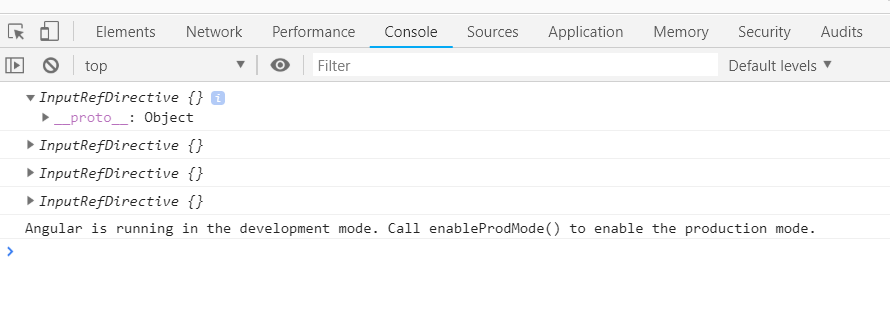 Elements Network Performance Console Sources Application Memory Security Audits
top ▼ Filter Default levels ▼
▼ InputRefDirective {} i
▶ __proto__: Object
▶ InputRefDirective {}
▶ InputRefDirective {}
▶ InputRefDirective {}
Angular is running in the development mode. Call enableProdMode() to enable the production mode.